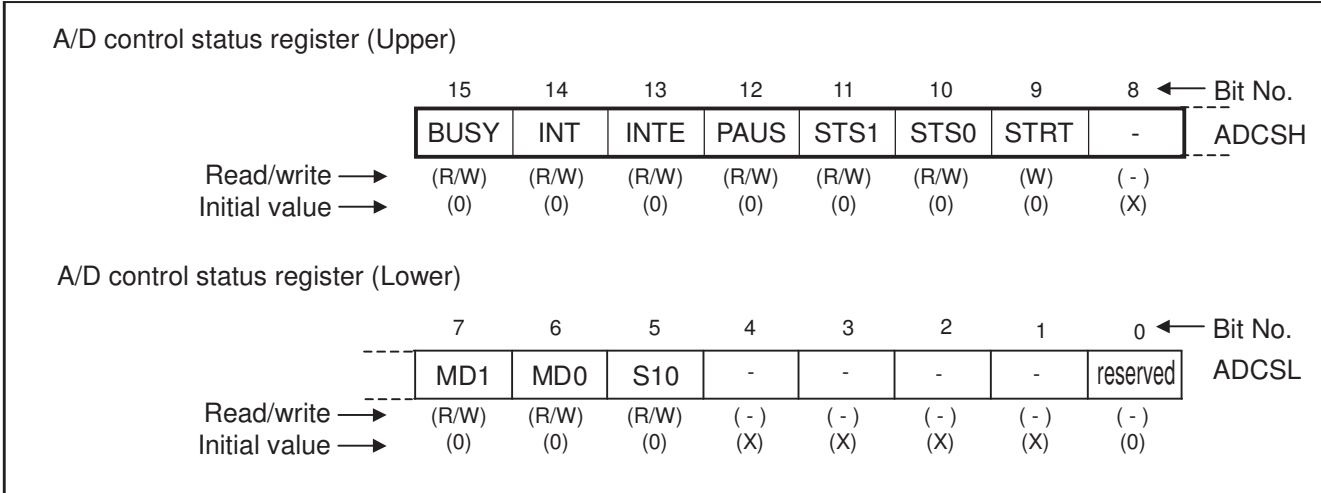 A/D control status register (Upper)
15 14 13 12 11 10 9 8 ← Bit No.
BUSY INT INTE PAUS STS1 STS0 STRT - ADCSH
Read/write → (R/W) (R/W) (R/W) (R/W) (R/W) (R/W) (W) ( - )
Initial value → (0) (0) (0) (0) (0) (0) (0) (X)
A/D control status register (Lower)
7 6 5 4 3 2 1 0 ← Bit No.
MD1 MD0 S10 - - - - reserved ADCSL
Read/write → (R/W) (R/W) (R/W) ( - ) ( - ) ( - ) ( - ) ( - )
Initial value → (0) (0) (0) (X) (X) (X) (X) (0)